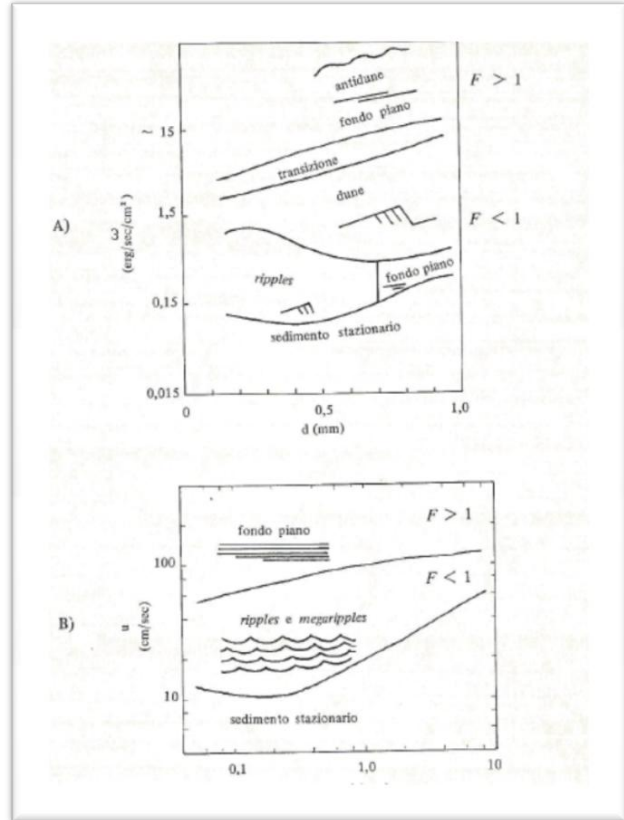 antidune
F > 1
fondo piano
~ 15
transizione
dune
1,5
A)
ω
(erg/sec/cm²)
F < 1
ripples
fondo piano
0,15
sedimento stazionario
0,015
0
0,5
1,0
d (mm)
fondo piano
F > 1
100
F < 1
ripples e megaripples
B)
u
(cm/sec)
10
sedimento stazionario
0,1
1,0
10